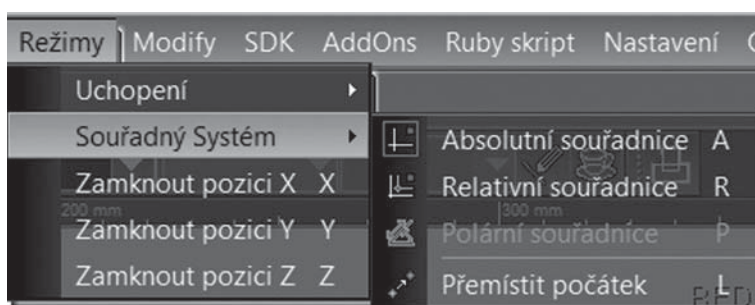 Režimy Modify SDK AddOns Ruby skript Nastavení
Uchopení
Souřadný Systém
Absolutní souřadnice A
Zamknout pozici X X
Relativní souřadnice R
200 mm
300 mm
Zamknout pozici Y Y
Polární souřadnice P
Zamknout pozici Z Z
Přemístit počátek L